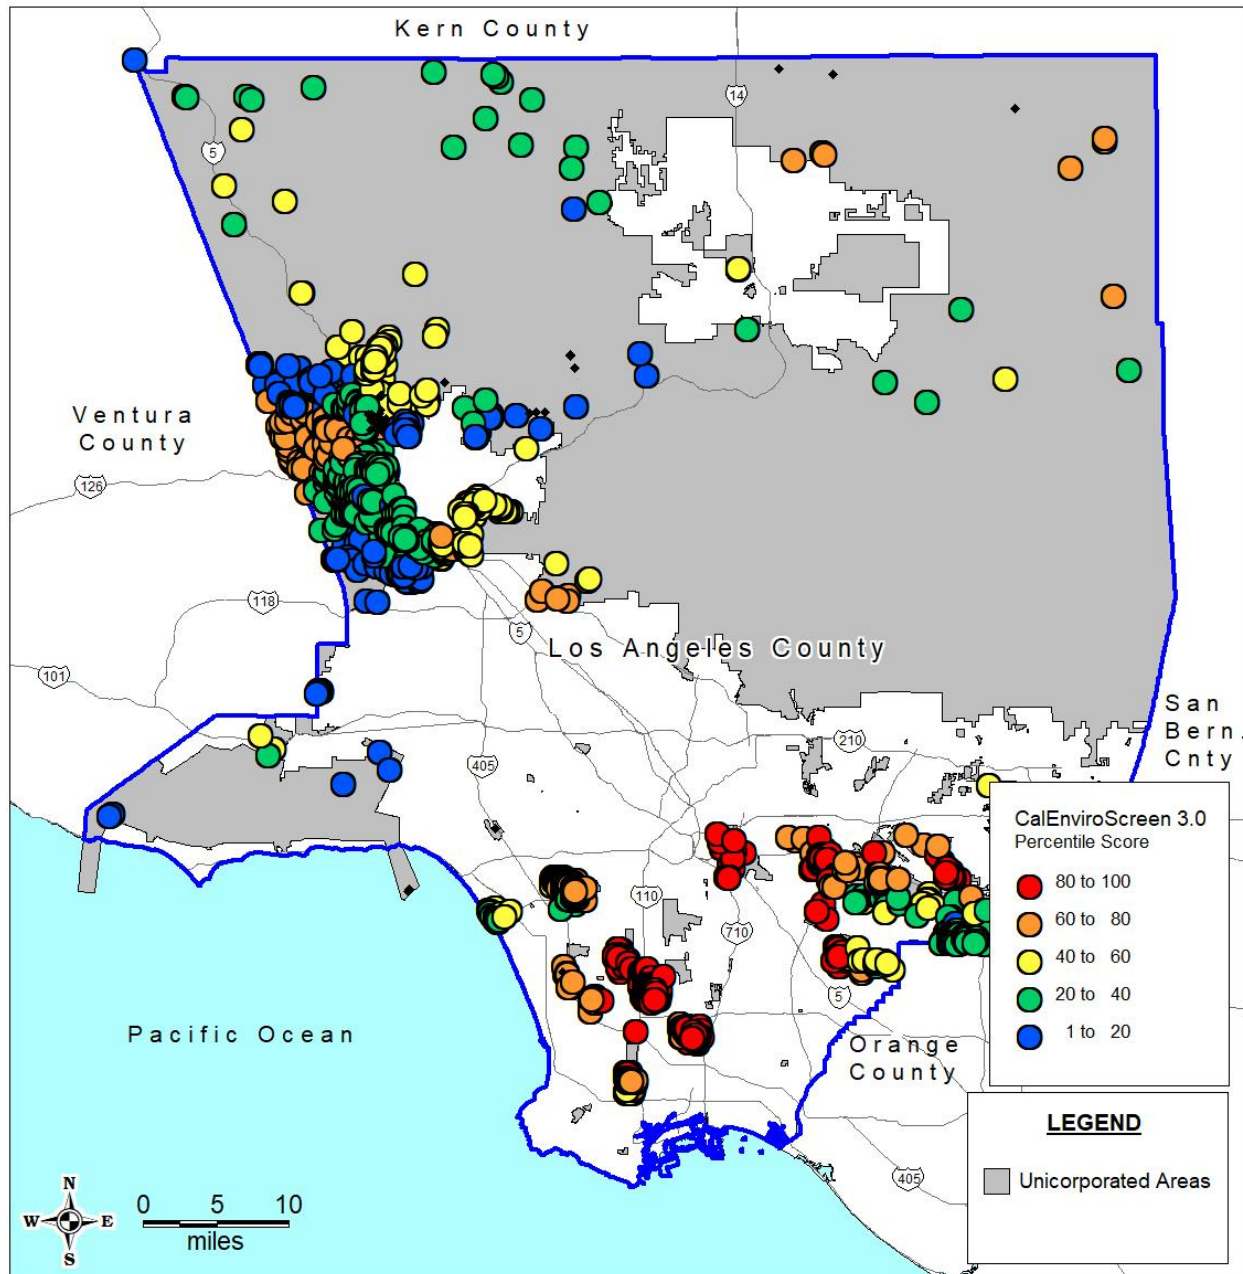 Kern County
14
5
Ventura
County
126
118
5
Los Angeles County
101
San
Bern.
Cnty
210
405
CalEnviroScreen 3.0
Percentile Score
80 to 100
60 to 80
40 to 60
20 to 40
1 to 20
110
710
5
Pacific Ocean
Orange
County
LEGEND
Unicorporated Areas
405
N
W E
S
0 5 10
miles